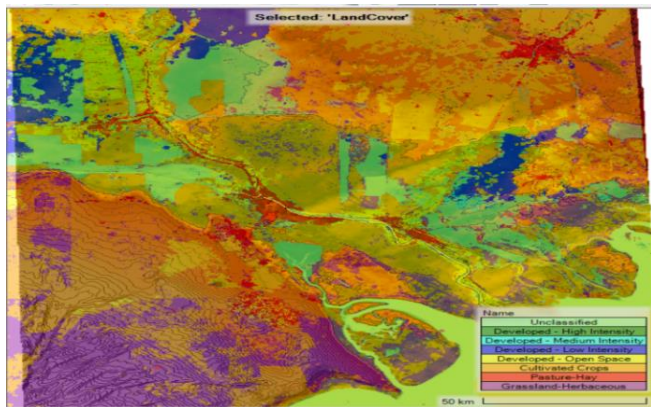 Selected: 'LandCover'
Name
Unclassified
Developed - High Intensity
Developed - Medium Intensity
Developed - Low Intensity
Developed - Open Space
Cultivated Crops
Pasture-Hay
Grassland-Herbaceous
50 km